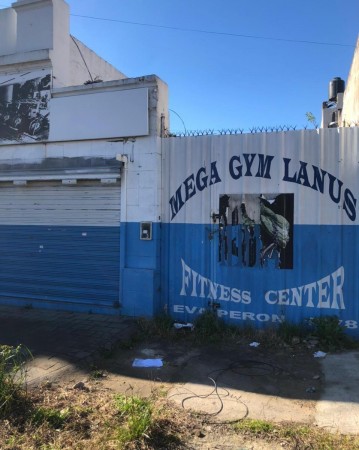 MEGA GYM LANUS
FITNESS CENTER
EVA PERON